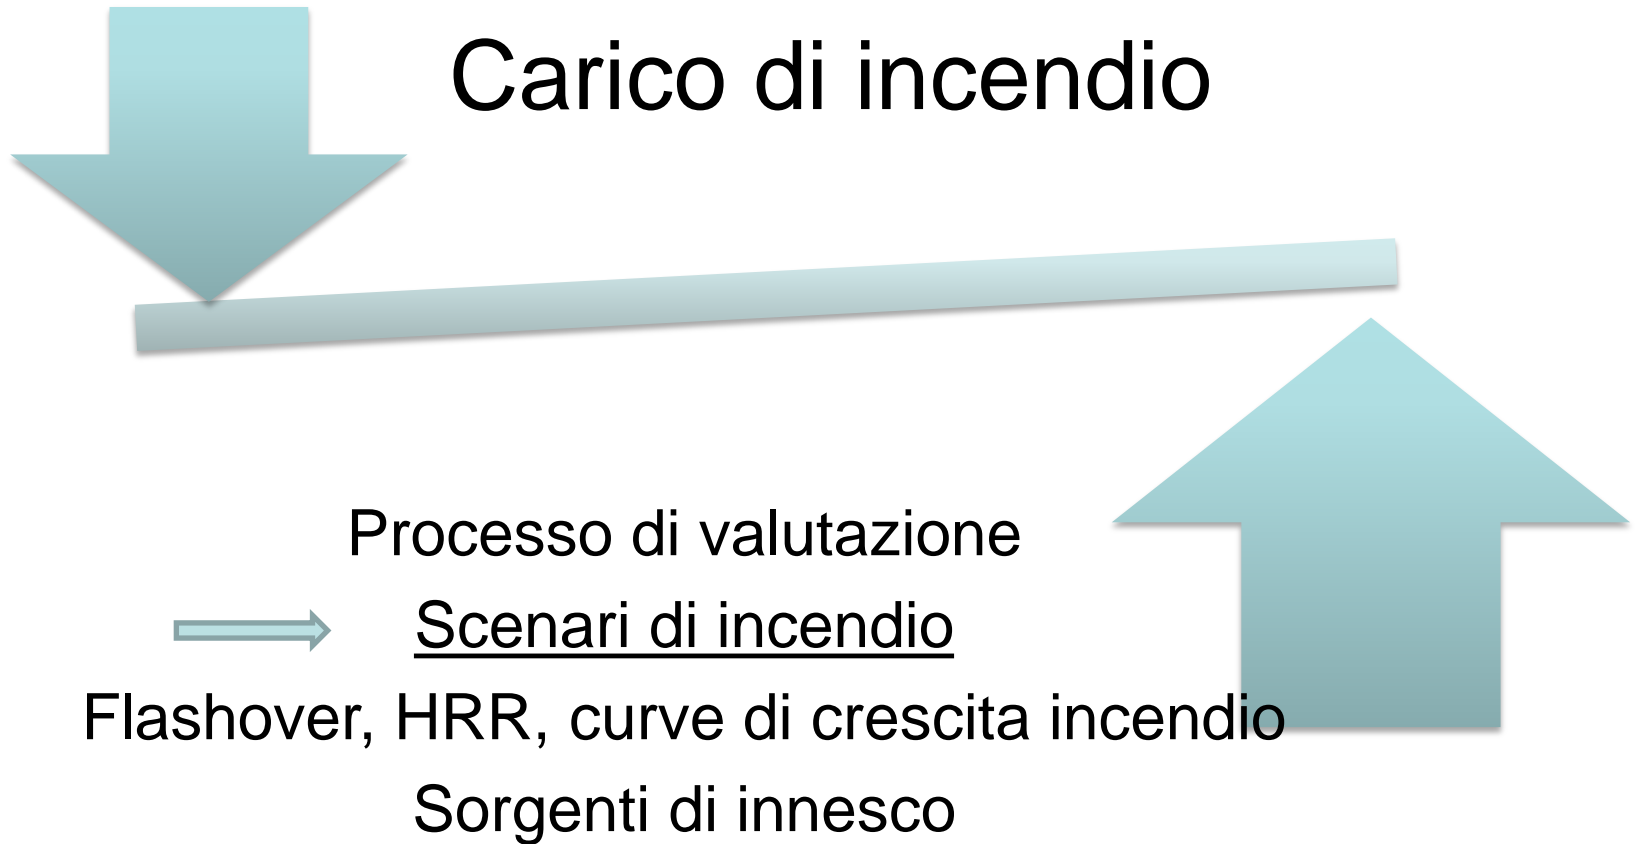 Carico di incendio
Processo di valutazione
Scenari di incendio
Flashover, HRR, curve di crescita incendio
Sorgenti di innesco